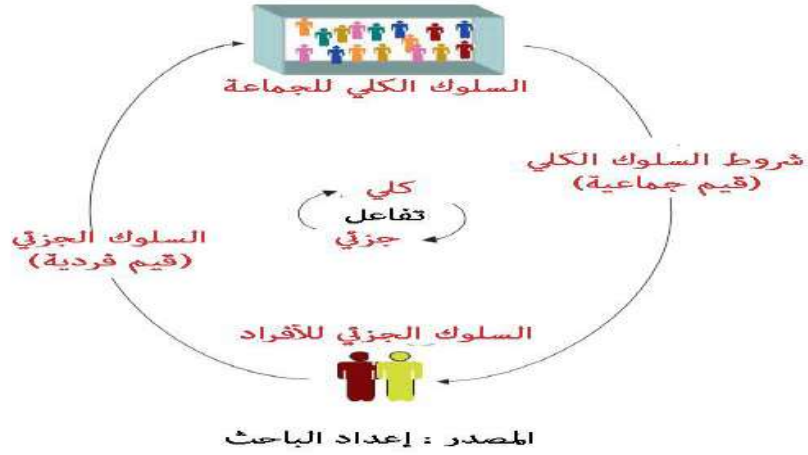 السلوك الكلي للجماعة
شروط السلوك الكلي
(قيم جماعية)
كلي
تفاعل
جزئي
السلوك الجزئي
(قيم فردية)
السلوك الجزئي للأفراد
المصدر : إعداد الباحث